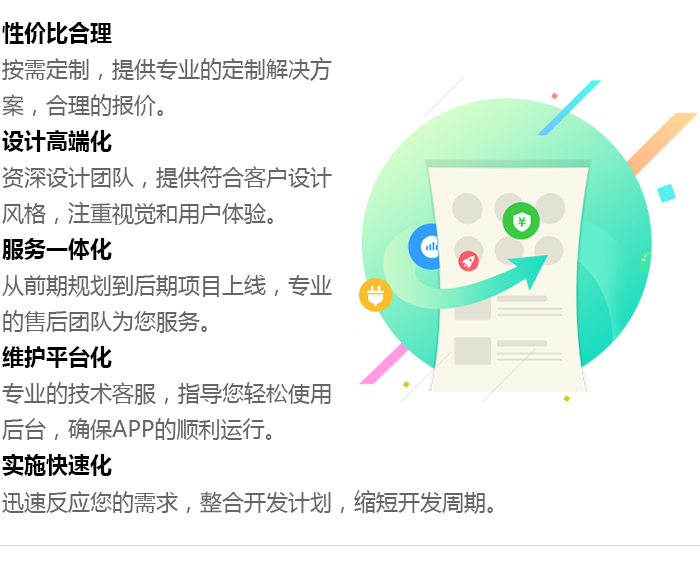 性价比合理
按需定制，提供专业的定制解决方
案，合理的报价。
设计高端化
资深设计团队，提供符合客户设计
风格，注重视觉和用户体验。
服务一体化
从前期规划到后期项目上线，专业
的售后团队为您服务。
维护平台化
专业的技术客服，指导您轻松使用
后台，确保APP的顺利运行。
实施快速化
迅速反应您的需求，整合开发计划，缩短开发周期。
¥